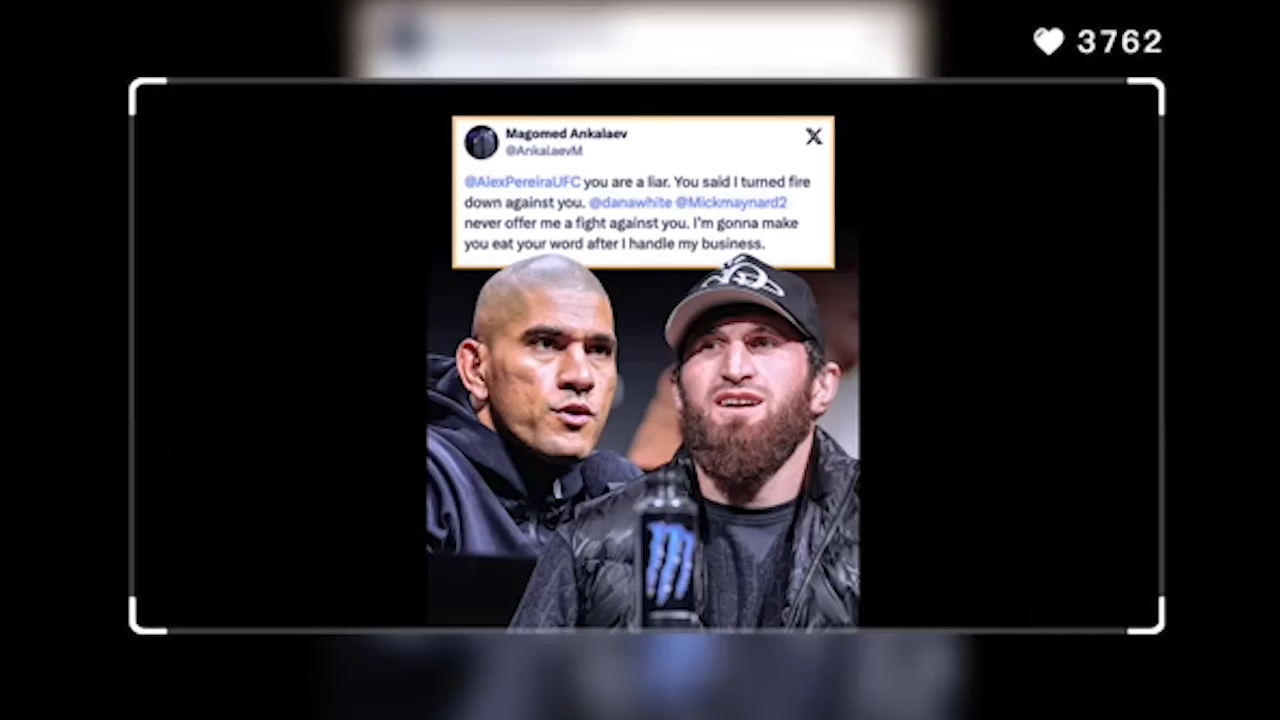 3762
Magomed Ankalaev
@AnkalaevM
@AlexPereiraUFC you are a liar. You said I turned fire
down against you. @danawhite @Mickmaynard2
never offer me a fight against you. I'm gonna make
you eat your word after I handle my business.